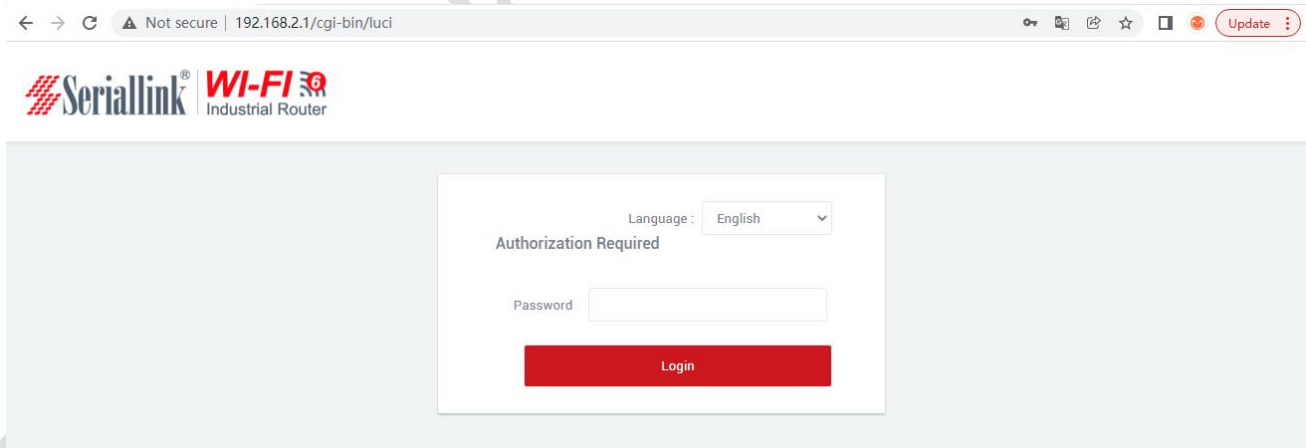 Not secure | 192.168.2.1/cgi-bin/luci
Update
Seriallink® WI-FI 6
Industrial Router
Language : English
Authorization Required
Password
Login